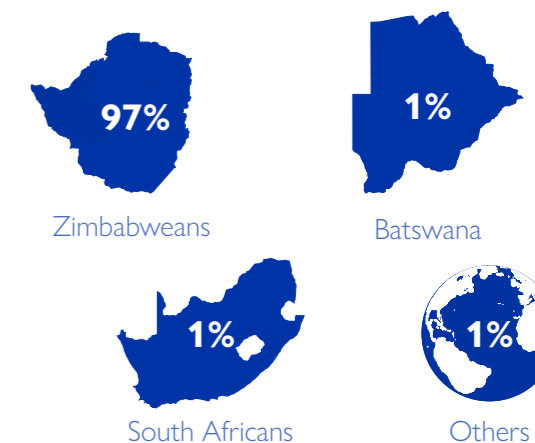 97%
1%
Zimbabweans
Batswana
1%
1%
South Africans
Others